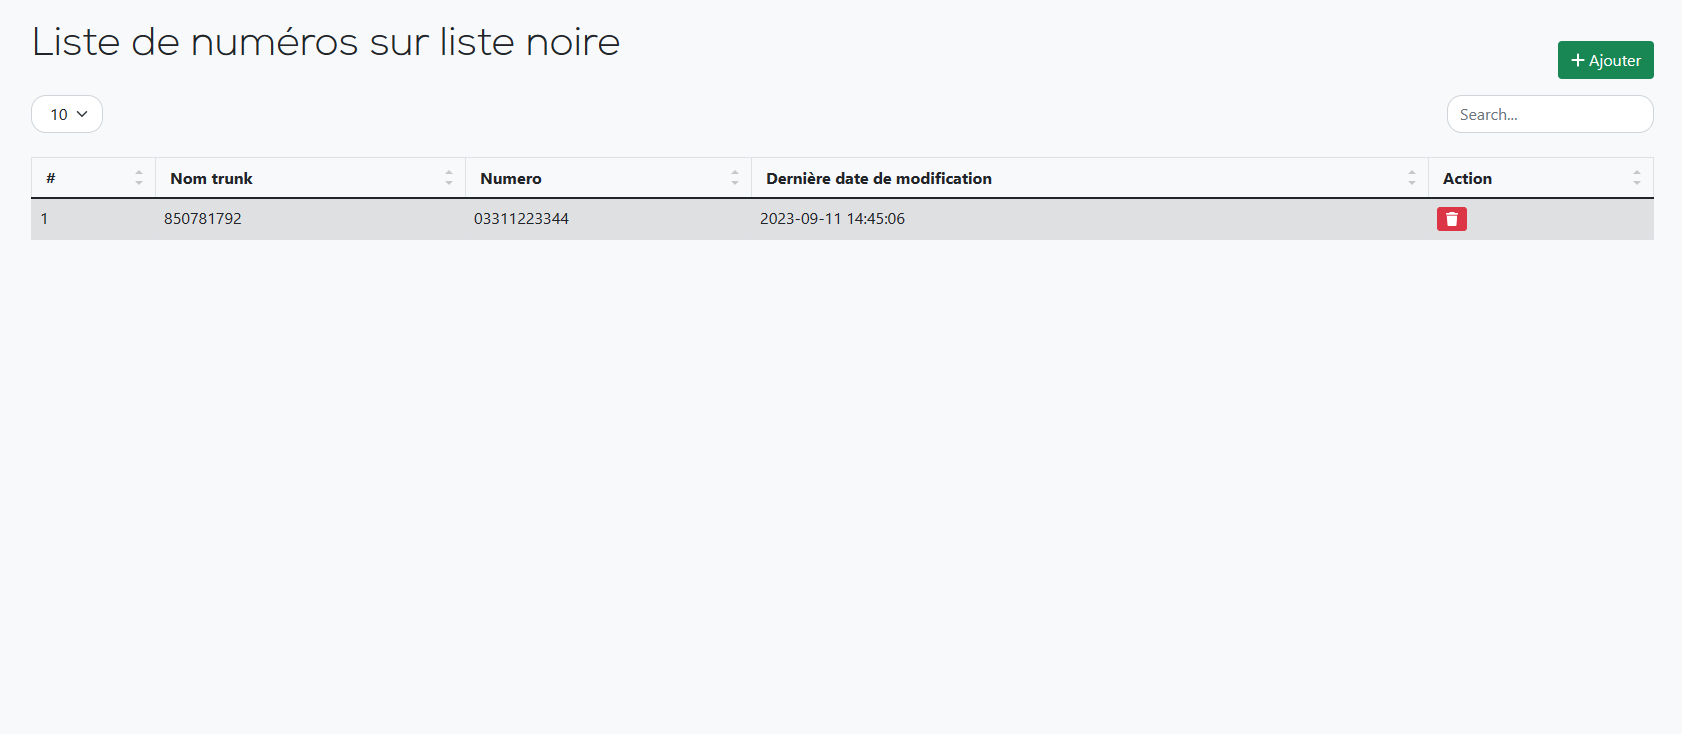 Liste de numéros sur liste noire
+ Ajouter
10
Search...
# Nom trunk Numero Dernière date de modification Action
1 850781792 03311223344 2023-09-11 14:45:06